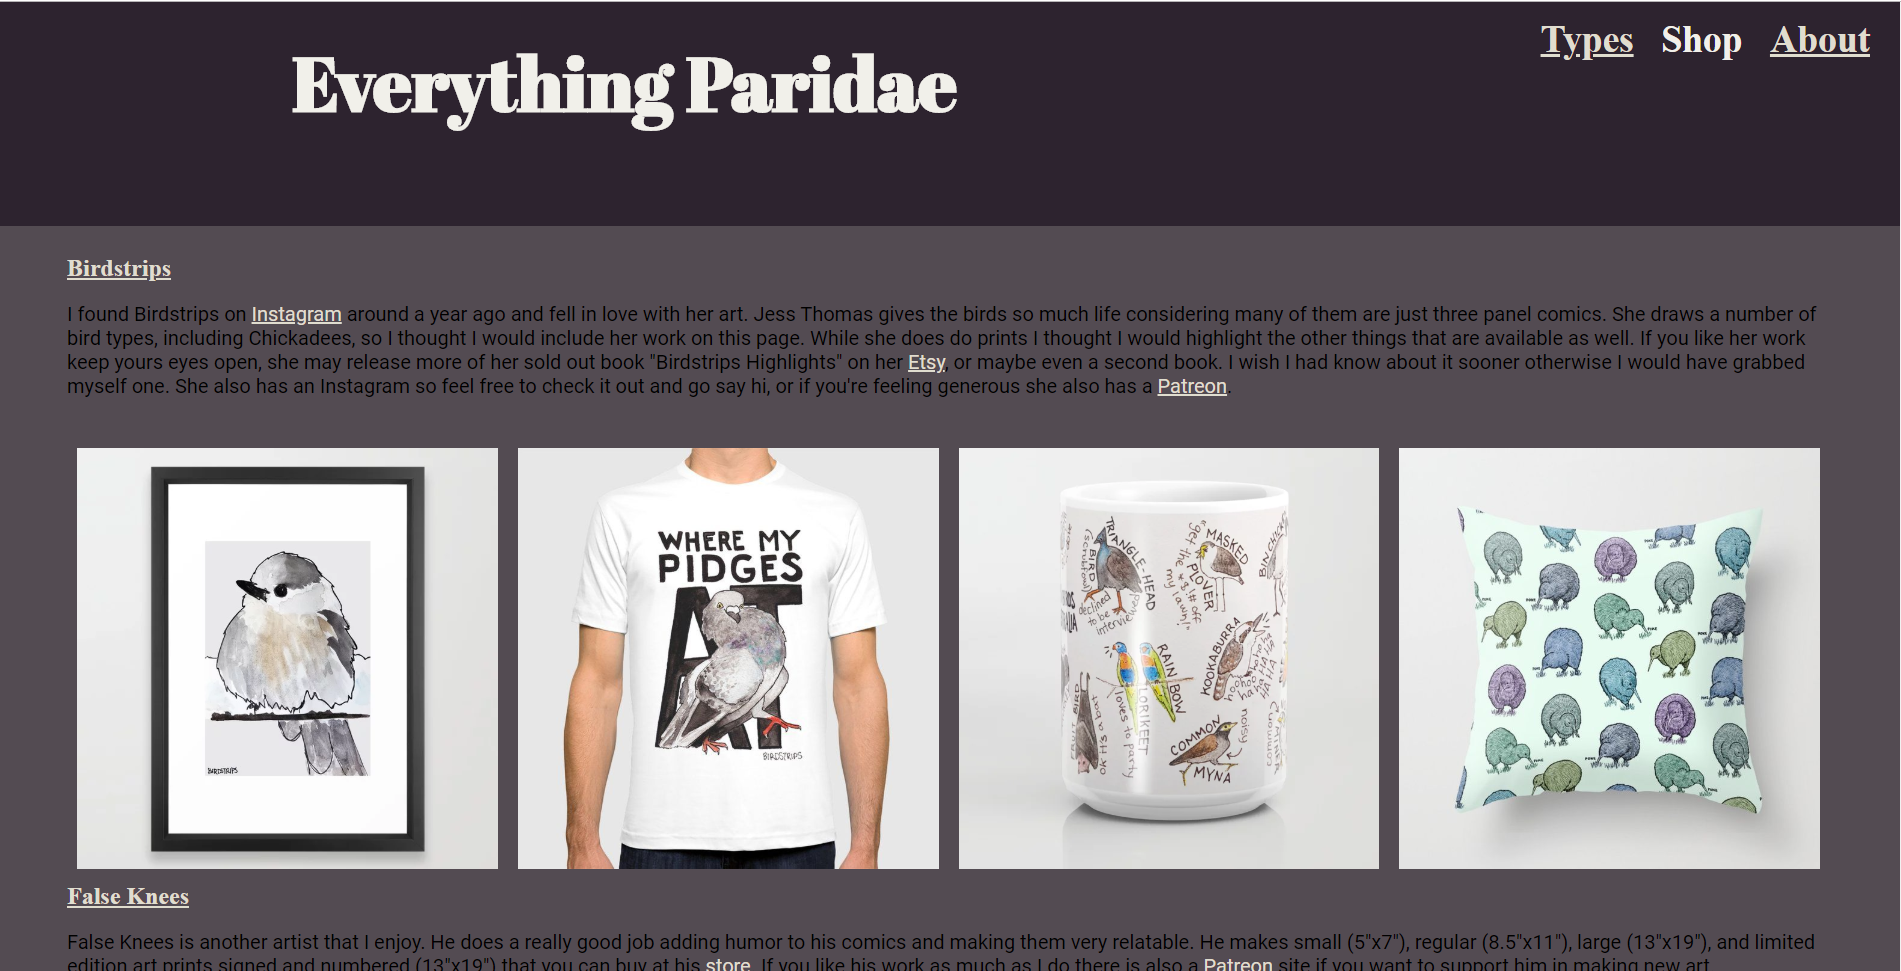 Everything Paridae
Types Shop About
Birdstrips
I found Birdstrips on Instagram around a year ago and fell in love with her art. Jess Thomas gives the birds so much life considering many of them are just three panel comics. She draws a number of
bird types, including Chickadees, so I thought I would include her work on this page. While she does do prints I thought I would highlight the other things that are available as well. If you like her work
keep yours eyes open, she may release more of her sold out book "Birdstrips Highlights" on her Etsy, or maybe even a second book. I wish I had know about it sooner otherwise I would have grabbed
myself one. She also has an Instagram so feel free to check it out and go say hi, or if you're feeling generous she also has a Patreon.
BIRDSTRIPS
WHERE MY
PIDGES
AT
BIRDSTRIPS
TRIANGLE-HEAD
BIRD
declined
to be
MASKED
PLOVER
"get the *$!# off
my lawn!"
BIN CHICKEN
KOOKABURRA
RAINBOW
LORIKEET
loves to party
FRUIT BAT
COMMON
MYNA
noisy
common
False Knees
False Knees is another artist that I enjoy. He does a really good job adding humor to his comics and making them very relatable. He makes small (5"x7"), regular (8.5"x11"), large (13"x19"), and limited
edition art prints signed and numbered (13"x19") that you can buy at his store. If you like his work as much as I do there is also a Patreon site if you want to support him in making new art.